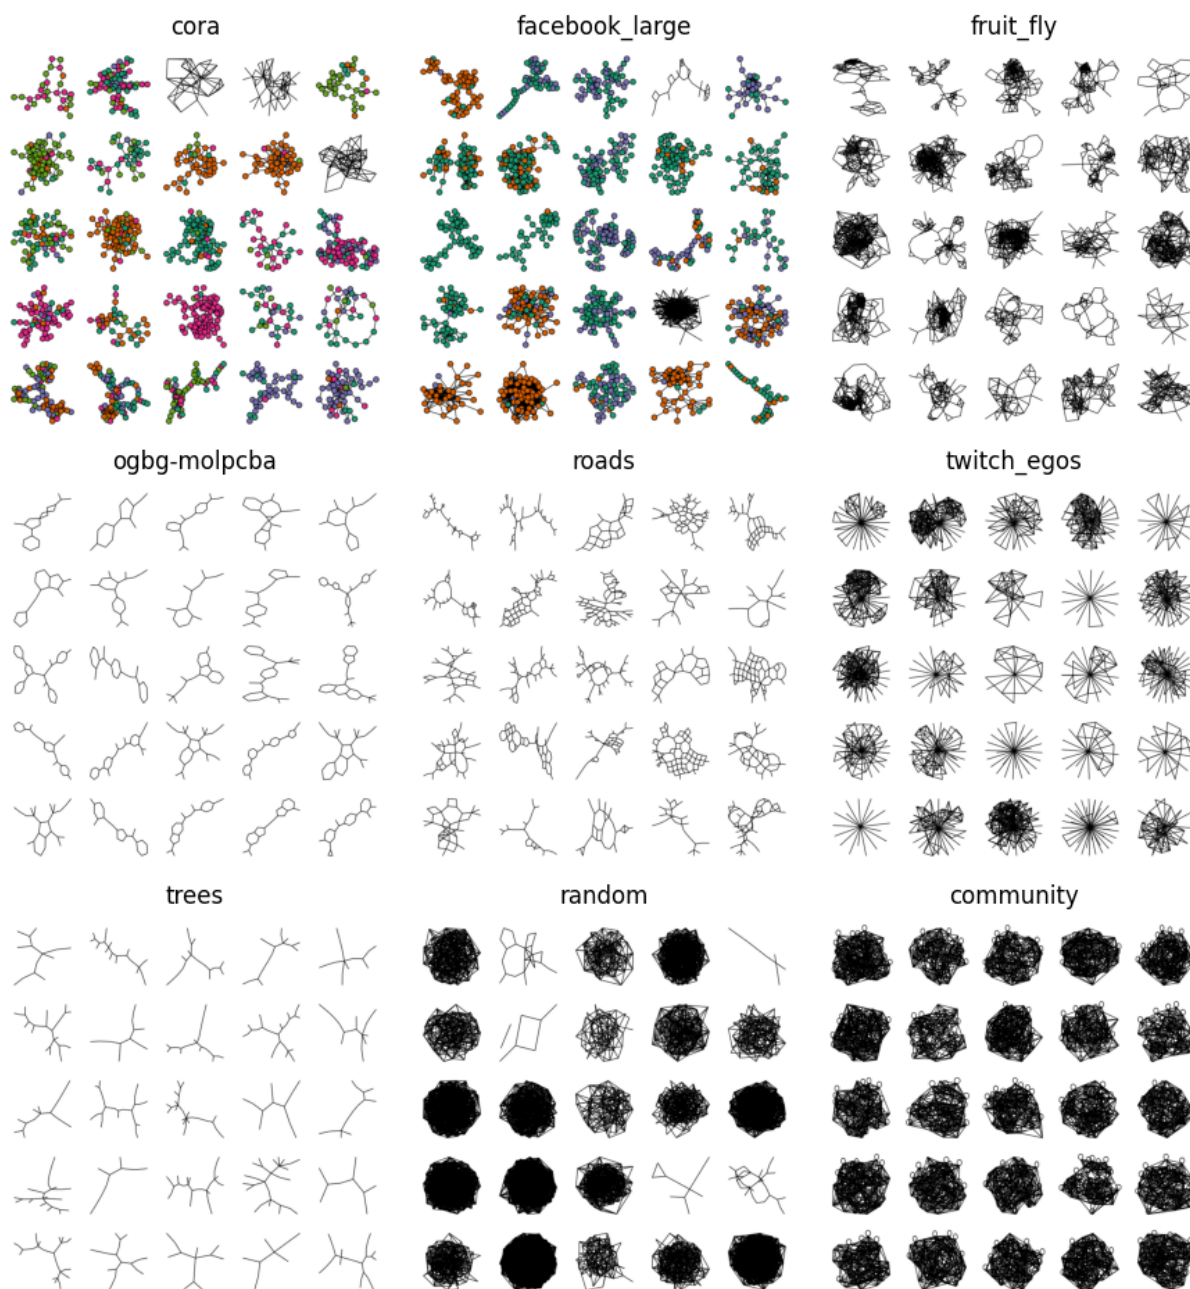 cora
facebook_large
fruit_fly
ogbg-molpcba
roads
twitch_egos
trees
random
community